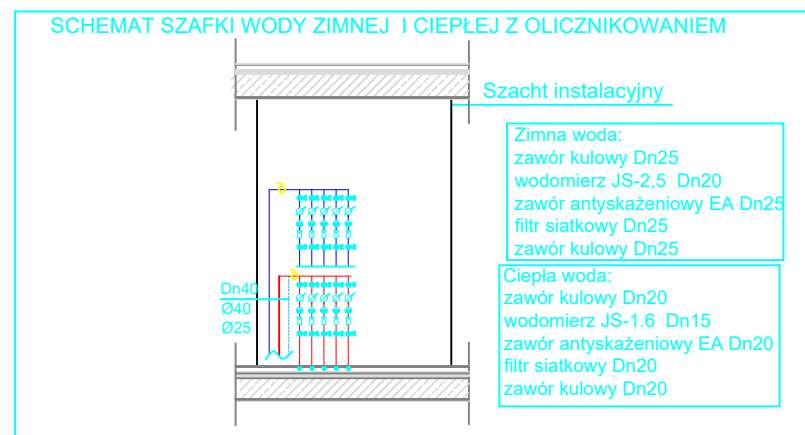 SCHEMAT SZAFKI WODY ZIMNEJ I CIEPŁEJ Z OLICZNIKOWANIEM
Szacht instalacyjny
Zimna woda:
zawór kulowy Dn25
wodomierz JS-2,5 Dn20
zawór antyskażeniowy EA Dn25
filtr siatkowy Dn25
zawór kulowy Dn25
Ciepła woda:
zawór kulowy Dn20
wodomierz JS-1.6 Dn15
zawór antyskażeniowy EA Dn20
filtr siatkowy Dn20
zawór kulowy Dn20
Dn40
Ø40
Ø25